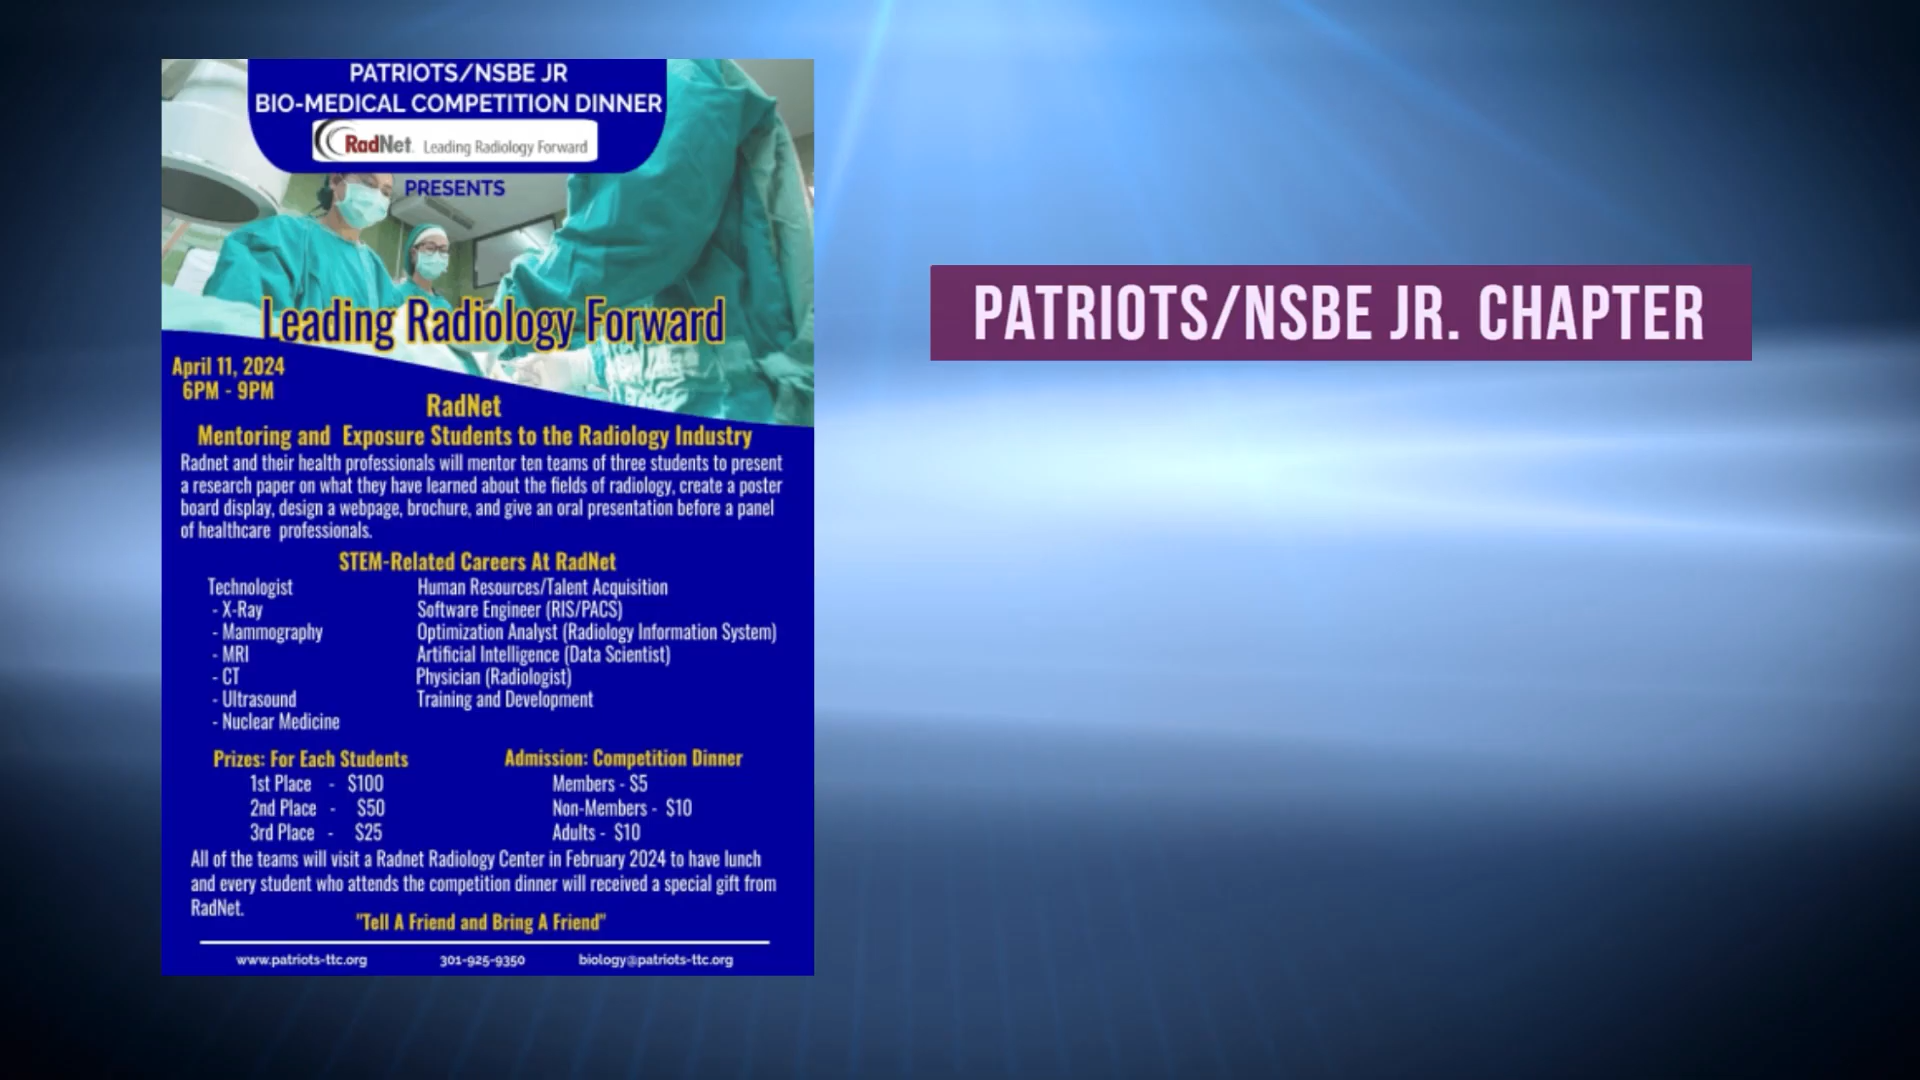 PATRIOTS/NSBE JR
BIO-MEDICAL COMPETITION DINNER
RadNet. Leading Radiology Forward
PRESENTS
Leading Radiology Forward
April 11, 2024
6PM - 9PM
RadNet
Mentoring and Exposure Students to the Radiology Industry
Radnet and their health professionals will mentor ten teams of three students to present
a research paper on what they have learned about the fields of radiology, create a poster
board display, design a webpage, brochure, and give an oral presentation before a panel
of healthcare professionals.
STEM-Related Careers At RadNet
Technologist
- X-Ray
- Mammography
- MRI
- CT
- Ultrasound
- Nuclear Medicine
Human Resources/Talent Acquisition
Software Engineer (RIS/PACS)
Optimization Analyst (Radiology Information System)
Artificial Intelligence (Data Scientist)
Physician (Radiologist)
Training and Development
Prizes: For Each Students
1st Place - $100
2nd Place - $50
3rd Place - $25
Admission: Competition Dinner
Members - $5
Non-Members - $10
Adults - $10
All of the teams will visit a Radnet Radiology Center in February 2024 to have lunch
and every student who attends the competition dinner will received a special gift from
RadNet.
"Tell A Friend and Bring A Friend"
www.patriots-ttc.org 301-925-9350 biology@patriots-ttc.org
PATRIOTS/NSBE JR. CHAPTER